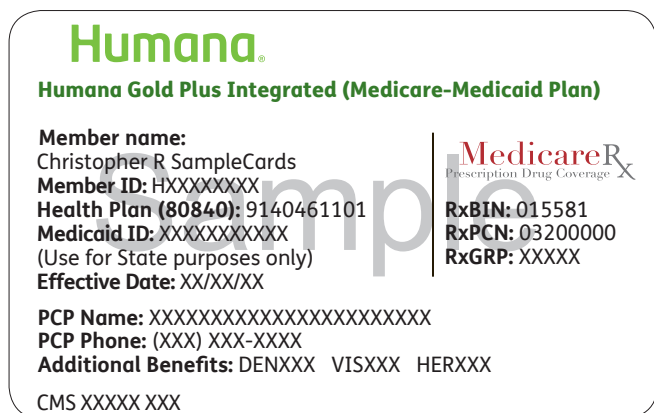 Humana®
Humana Gold Plus Integrated (Medicare-Medicaid Plan)
Member name:
Christopher R SampleCards
Member ID: HXXXXXXXX
Health Plan (80840): 9140461101
Medicaid ID: XXXXXXXXXXX
(Use for State purposes only)
Effective Date: XX/XX/XX
MedicareRx
Prescription Drug Coverage
RxBIN: 015581
RxPCN: 03200000
RxGRP: XXXXX
Sample
PCP Name: XXXXXXXXXXXXXXXXXXXXXXX
PCP Phone: (XXX) XXX-XXXX
Additional Benefits: DENXXX VISXXX HERXXX
CMS XXXXX XXX